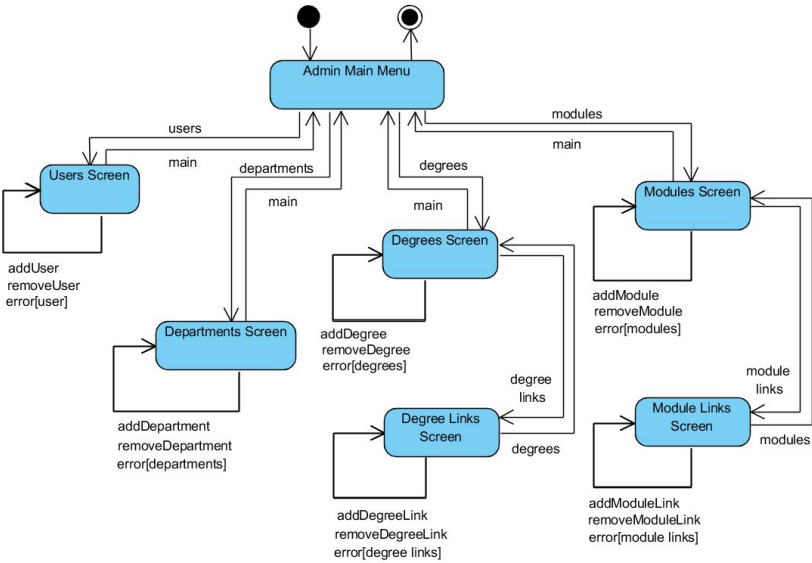 Admin Main Menu
users
main
departments
main
degrees
main
modules
main
Users Screen
addUser
removeUser
error[user]
Departments Screen
addDepartment
removeDepartment
error[departments]
Degrees Screen
addDegree
removeDegree
error[degrees]
degree
links
degrees
Degree Links
Screen
addDegreeLink
removeDegreeLink
error[degree links]
Modules Screen
addModule
removeModule
error[modules]
module
links
modules
Module Links
Screen
addModuleLink
removeModuleLink
error[module links]